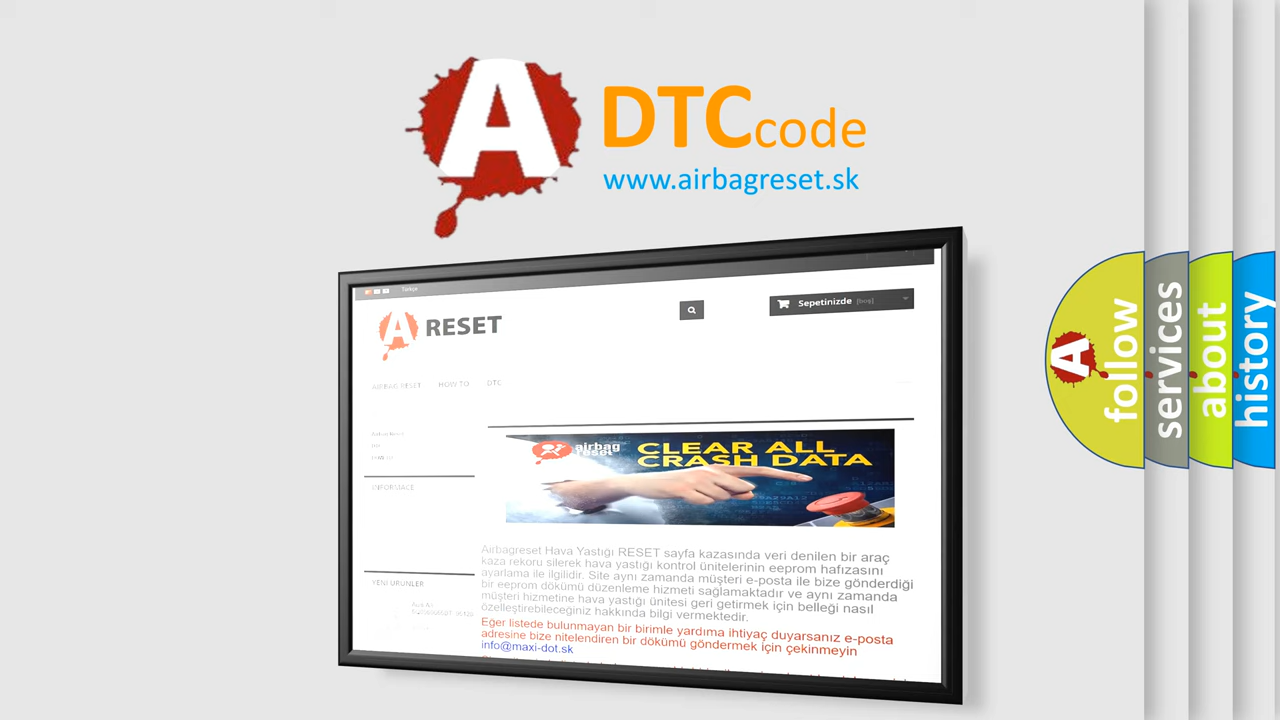 A
DTC code
www.airbagreset.sk
Türkçe
A RESET
Sepetinizde [boş]
AIRBAG RESET HOW TO DTC
INFORMACE
YENI ÜRÜNLER
airbag
reset
CLEAR ALL
CRASH DATA
Airbagreset Hava Yastığı RESET sayfa kazasında veri denilen bir araç
kaza rekoru silerek hava yastığı kontrol ünitelerinin eeprom hafızasını
ayarlama ile ilgilidir. Site aynı zamanda müşteri e-posta ile bize gönderdiği
bir eeprom dökümü düzenleme hizmeti sağlamaktadır ve aynı zamanda
müşteri hizmetine hava yastığı ünitesi geri getirmek için belleği nasıl
özelleştirebileceğiniz hakkında bilgi vermektedir.
Eğer listede bulunmayan bir birimle yardıma ihtiyaç duyarsanız e-posta
adresine bize nitelendiren bir dökümü göndermek için çekinmeyin
info@maxi-dot.sk
A
follow
services
about
history